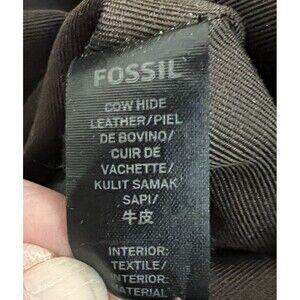 FOSSIL
COW HIDE
LEATHER/PIEL
DE BOVINO/
CUIR DE
VACHETTE/
KULIT SAMAK
SAPI/
牛皮
INTERIOR:
TEXTILE/
INTERIOR:
MATERIAL